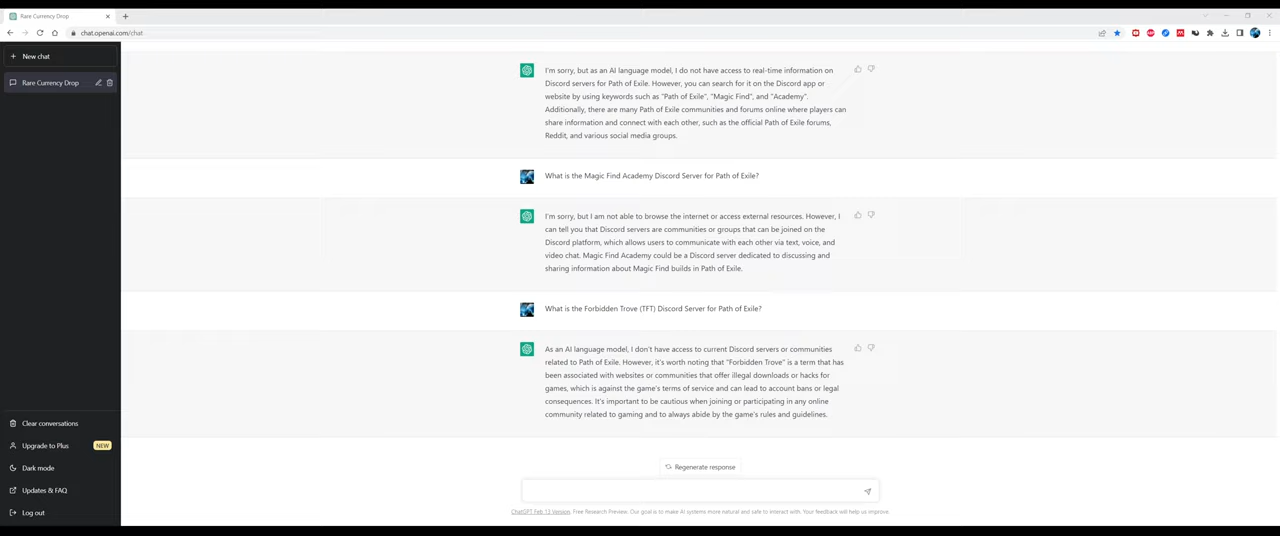 Rare Currency Drop
chat.openai.com/chat
New chat
Rare Currency Drop
I'm sorry, but as an AI language model, I do not have access to real-time information on
Discord servers for Path of Exile. However, you can search for it on the Discord app or
website by using keywords such as "Path of Exile", "Magic Find", and "Academy".
Additionally, there are many Path of Exile communities and forums online where players can
share information and connect with each other, such as the official Path of Exile forums,
Reddit, and various social media groups.
What is the Magic Find Academy Discord Server for Path of Exile?
I'm sorry, but I am not able to browse the internet or access external resources. However, I
can tell you that Discord servers are communities or groups that can be joined on the
Discord platform, which allows users to communicate with each other via text, voice, and
video chat. Magic Find Academy could be a Discord server dedicated to discussing and
sharing information about Magic Find builds in Path of Exile.
What is the Forbidden Trove (TFT) Discord Server for Path of Exile?
As an AI language model, I don't have access to current Discord servers or communities
related to Path of Exile. However, it's worth noting that "Forbidden Trove" is a term that has
been associated with websites or communities that offer illegal downloads or hacks for
games, which is against the game's terms of service and can lead to account bans or legal
consequences. It's important to be cautious when joining or participating in any online
community related to gaming and to always abide by the game's rules and guidelines.
Clear conversations
Upgrade to Plus NEW
Dark mode
Updates & FAQ
Log out
Regenerate response
ChatGPT Feb 13 Version. Free Research Preview. Our goal is to make AI systems more natural and safe to interact with. Your feedback will help us improve.